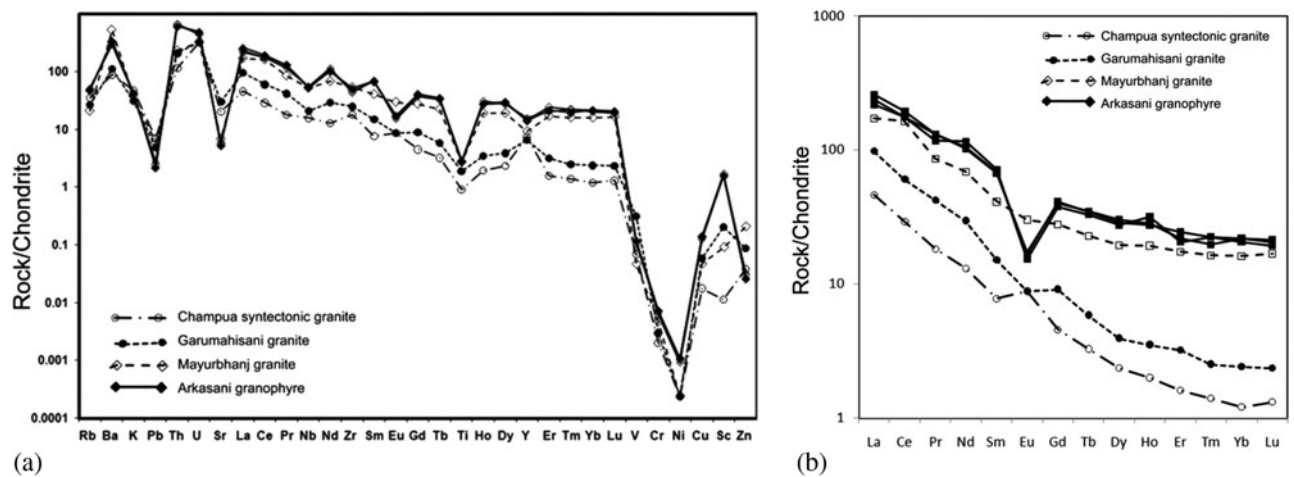 Rock/Chondrite
100
10
1
0.1
0.01
0.001
0.0001
Champua syntectonic granite
Garumahisani granite
Mayurbhanj granite
Arkasani granophyre
Rb Ba K Pb Th U Sr La Ce Pr Nb Nd Zr Sm Eu Gd Tb Ti Ho Dy Y Er Tm Yb Lu V Cr Ni Cu Sc Zn
(a)
Rock/Chondrite
1000
100
10
1
Champua syntectonic granite
Garumahisani granite
Mayurbhanj granite
Arkasani granophyre
La Ce Pr Nd Sm Eu Gd Tb Dy Ho Er Tm Yb Lu
(b)